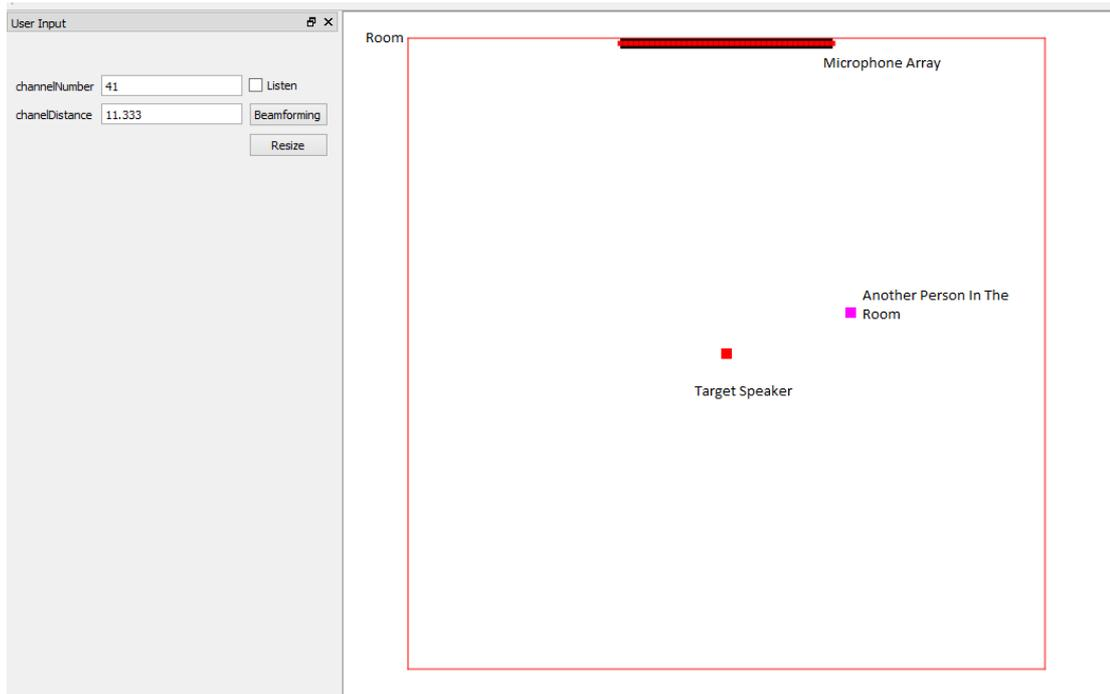 User Input
channelNumber 41 Listen
chanelDistance 11.333 Beamforming
Resize
Room
Microphone Array
Another Person In The
Room
Target Speaker